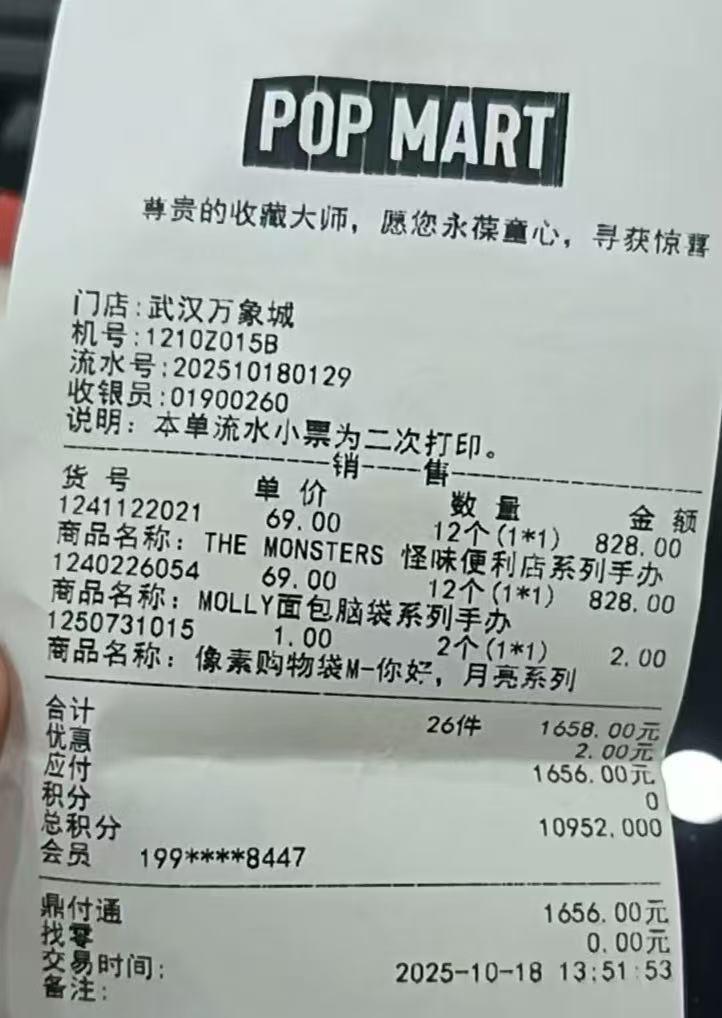 POP MART
尊贵的收藏大师，愿您永葆童心，寻获惊喜
门店:武汉万象城
机号:1210Z015B
流水号:202510180129
收银员:01900260
说明: 本单流水小票为二次打印。
销----售
货号 单价 数量 金额
1241122021 69.00 12个(1*1) 828.00
商品名称: THE MONSTERS 怪味便利店系列手办
1240226054 69.00 12个(1*1) 828.00
商品名称: MOLLY面包脑袋系列手办
1250731015 1.00 2个(1*1) 2.00
商品名称: 像素购物袋M-你好，月亮系列
合计 26件 1658.00元
优惠 2.00元
应付 1656.00元
积分 0
总积分 10952.000
会员 199****8447
鼎付通 1656.00元
找零 0.00元
交易时间: 2025-10-18 13:51:53
备注: